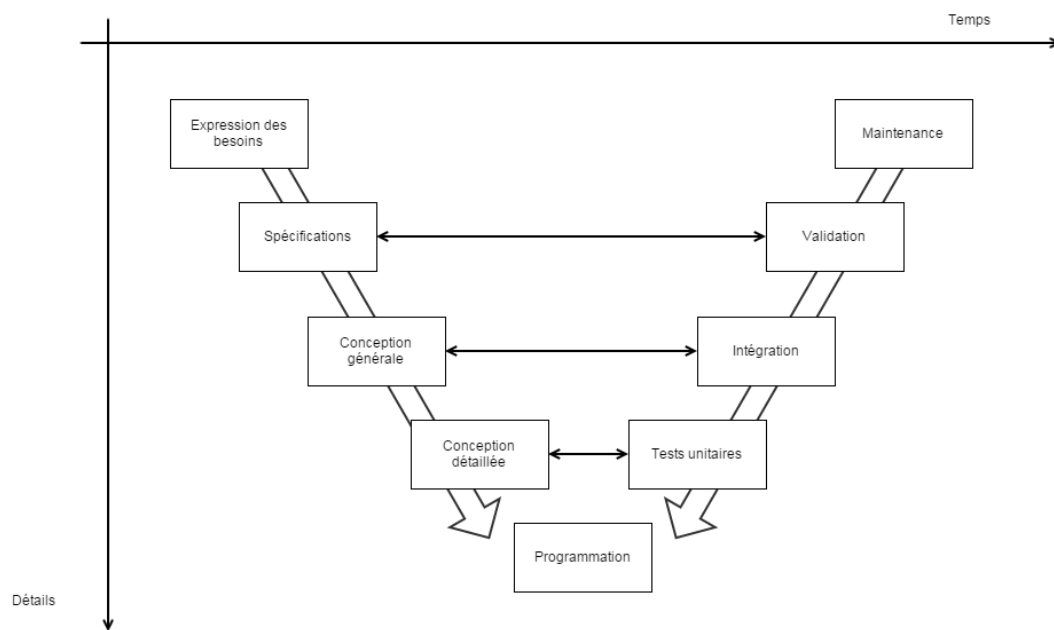 Temps
Expression des
besoins
Maintenance
Spécifications
Validation
Conception
générale
Intégration
Conception
détaillée
Tests unitaires
Programmation
Détails